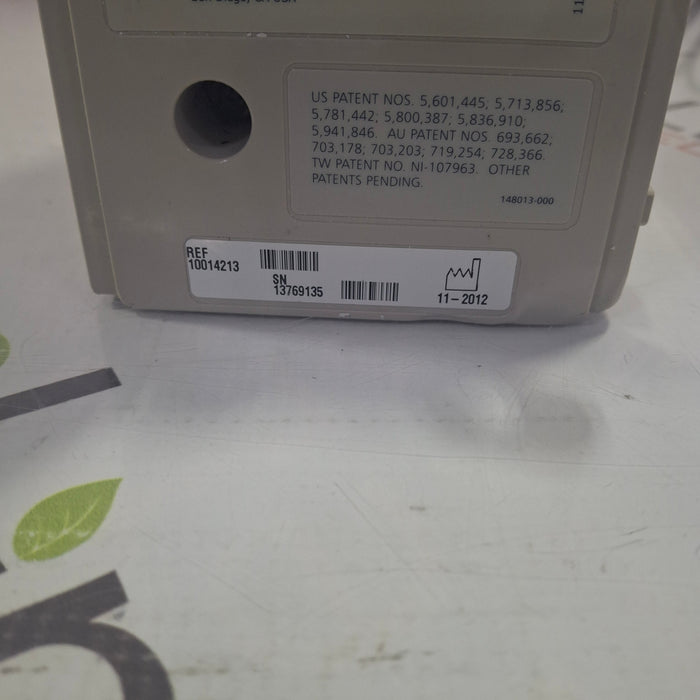 US PATENT NOS. 5,601,445; 5,713,856;
5,781,442; 5,800,387; 5,836,910;
5,941,846. AU PATENT NOS. 693,662;
703,178; 703,203; 719,254; 728,366.
TW PATENT NO. NI-107963. OTHER
PATENTS PENDING.
148013-000
REF
10014213
SN
13769135
11-2012